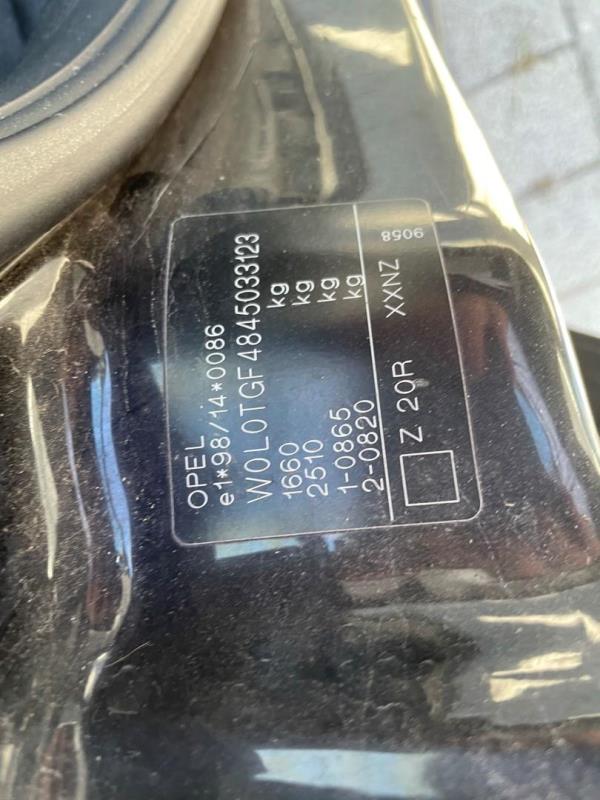 OPEL
e1*98/14*0086
W0L0TGF4845033123
1660 kg
2510 kg
1-0865 kg
2-0820 kg
Z 20R XXNZ 9058